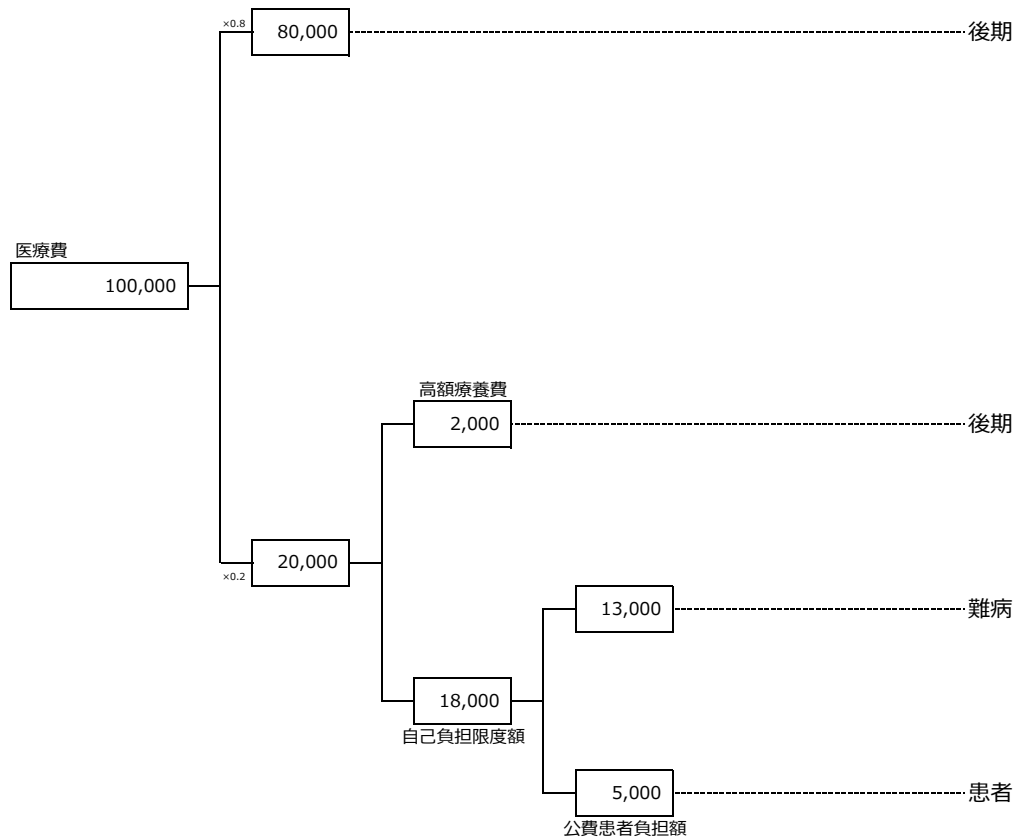 ×0.8
80,000
後期
医療費
100,000
高額療養費
2,000
後期
×0.2
20,000
13,000
難病
18,000
自己負担限度額
5,000
患者
公費患者負担額